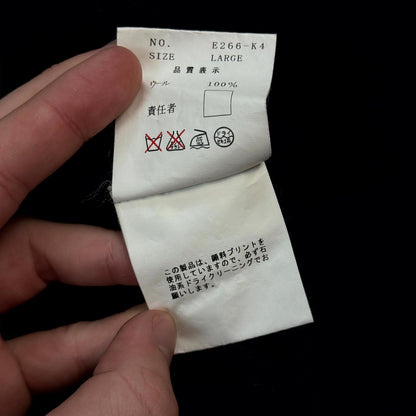 NO. E266-K4
SIZE LARGE
品質表示
ウール 100%
責任者
ドライ
この製品は、顔料プリントを
使用していますので、必ず石
油系ドライクリーニングでお
願いします。